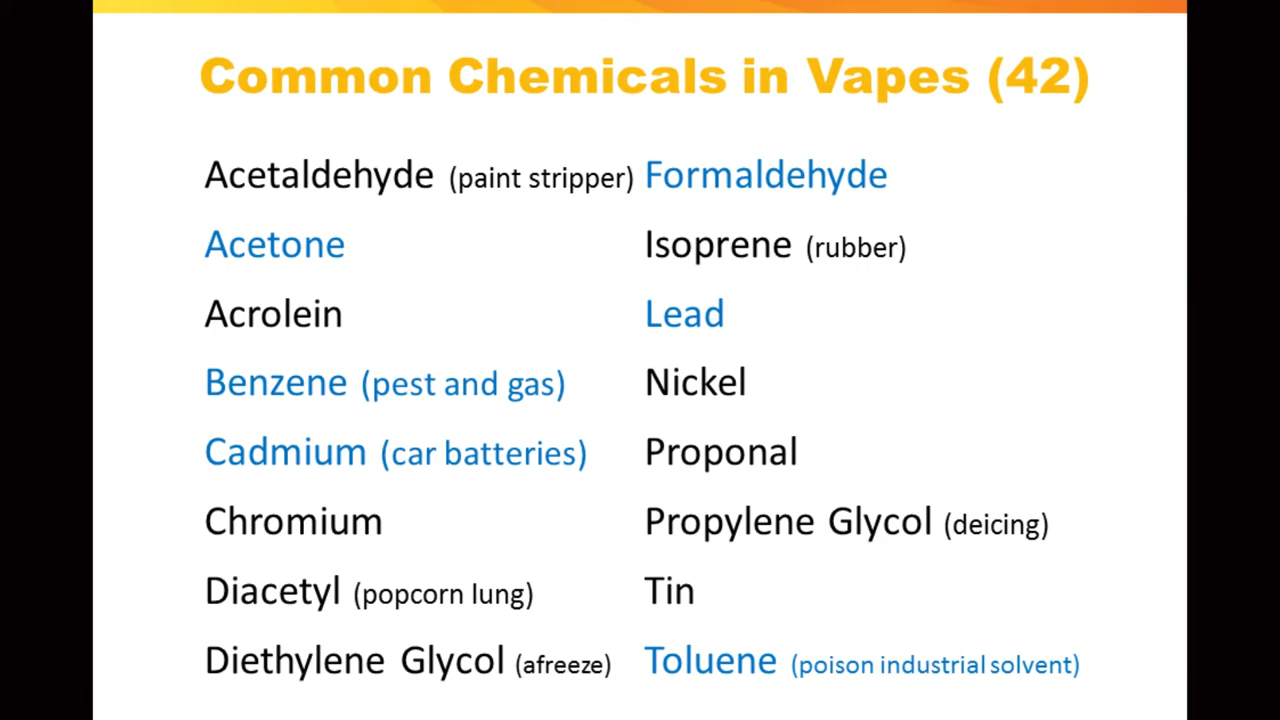 Common Chemicals in Vapes (42)
Acetaldehyde (paint stripper)
Acetone
Acrolein
Benzene (pest and gas)
Cadmium (car batteries)
Chromium
Diacetyl (popcorn lung)
Diethylene Glycol (afreeze)
Formaldehyde
Isoprene (rubber)
Lead
Nickel
Proponal
Propylene Glycol (deicing)
Tin
Toluene (poison industrial solvent)